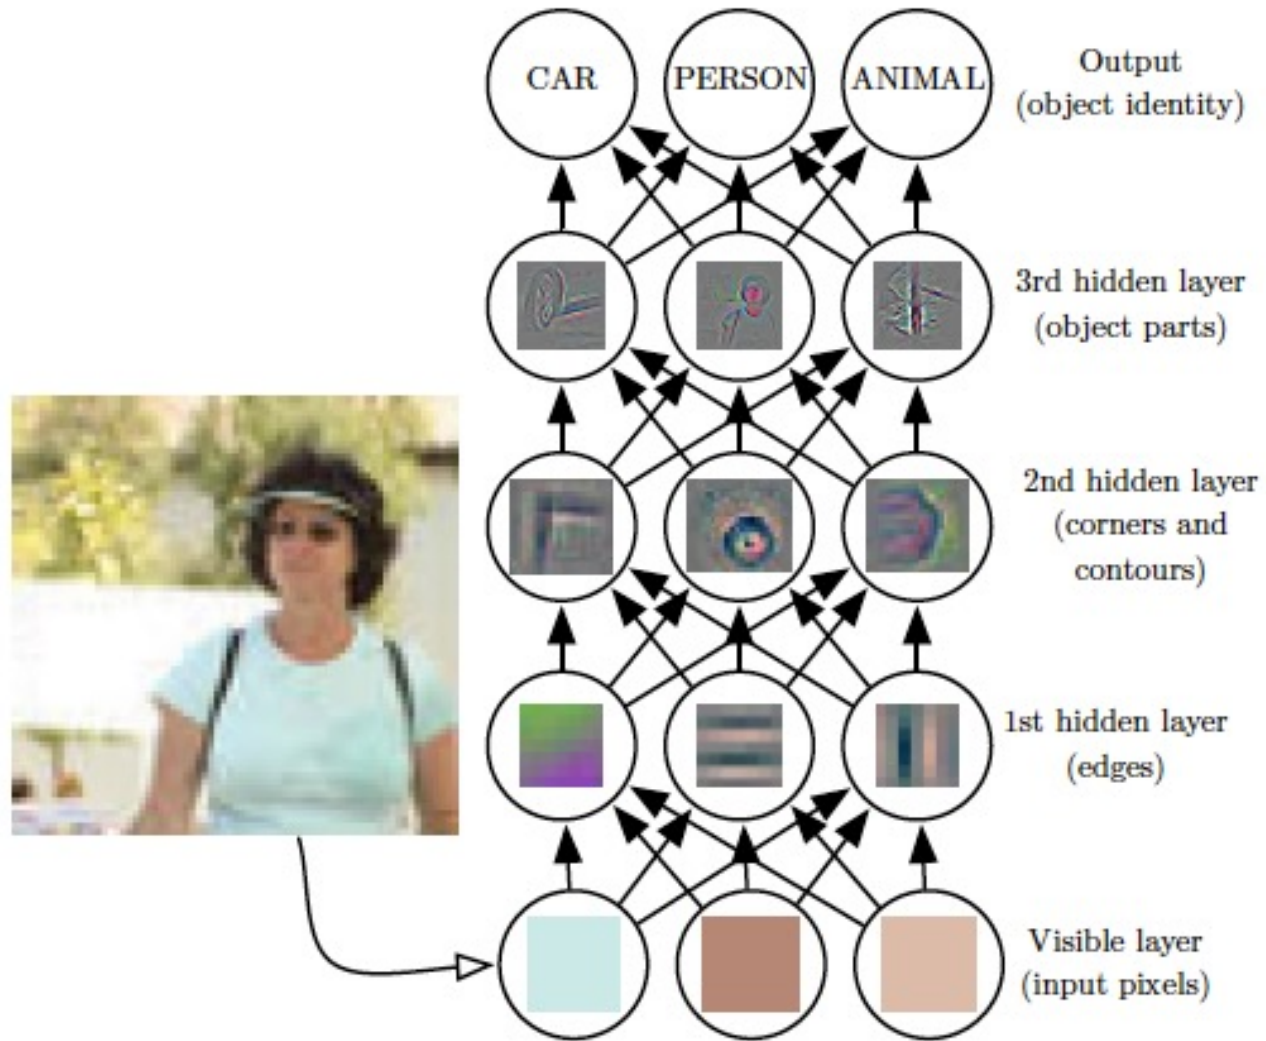 CAR PERSON ANIMAL
Output
(object identity)
3rd hidden layer
(object parts)
2nd hidden layer
(corners and
contours)
1st hidden layer
(edges)
Visible layer
(input pixels)